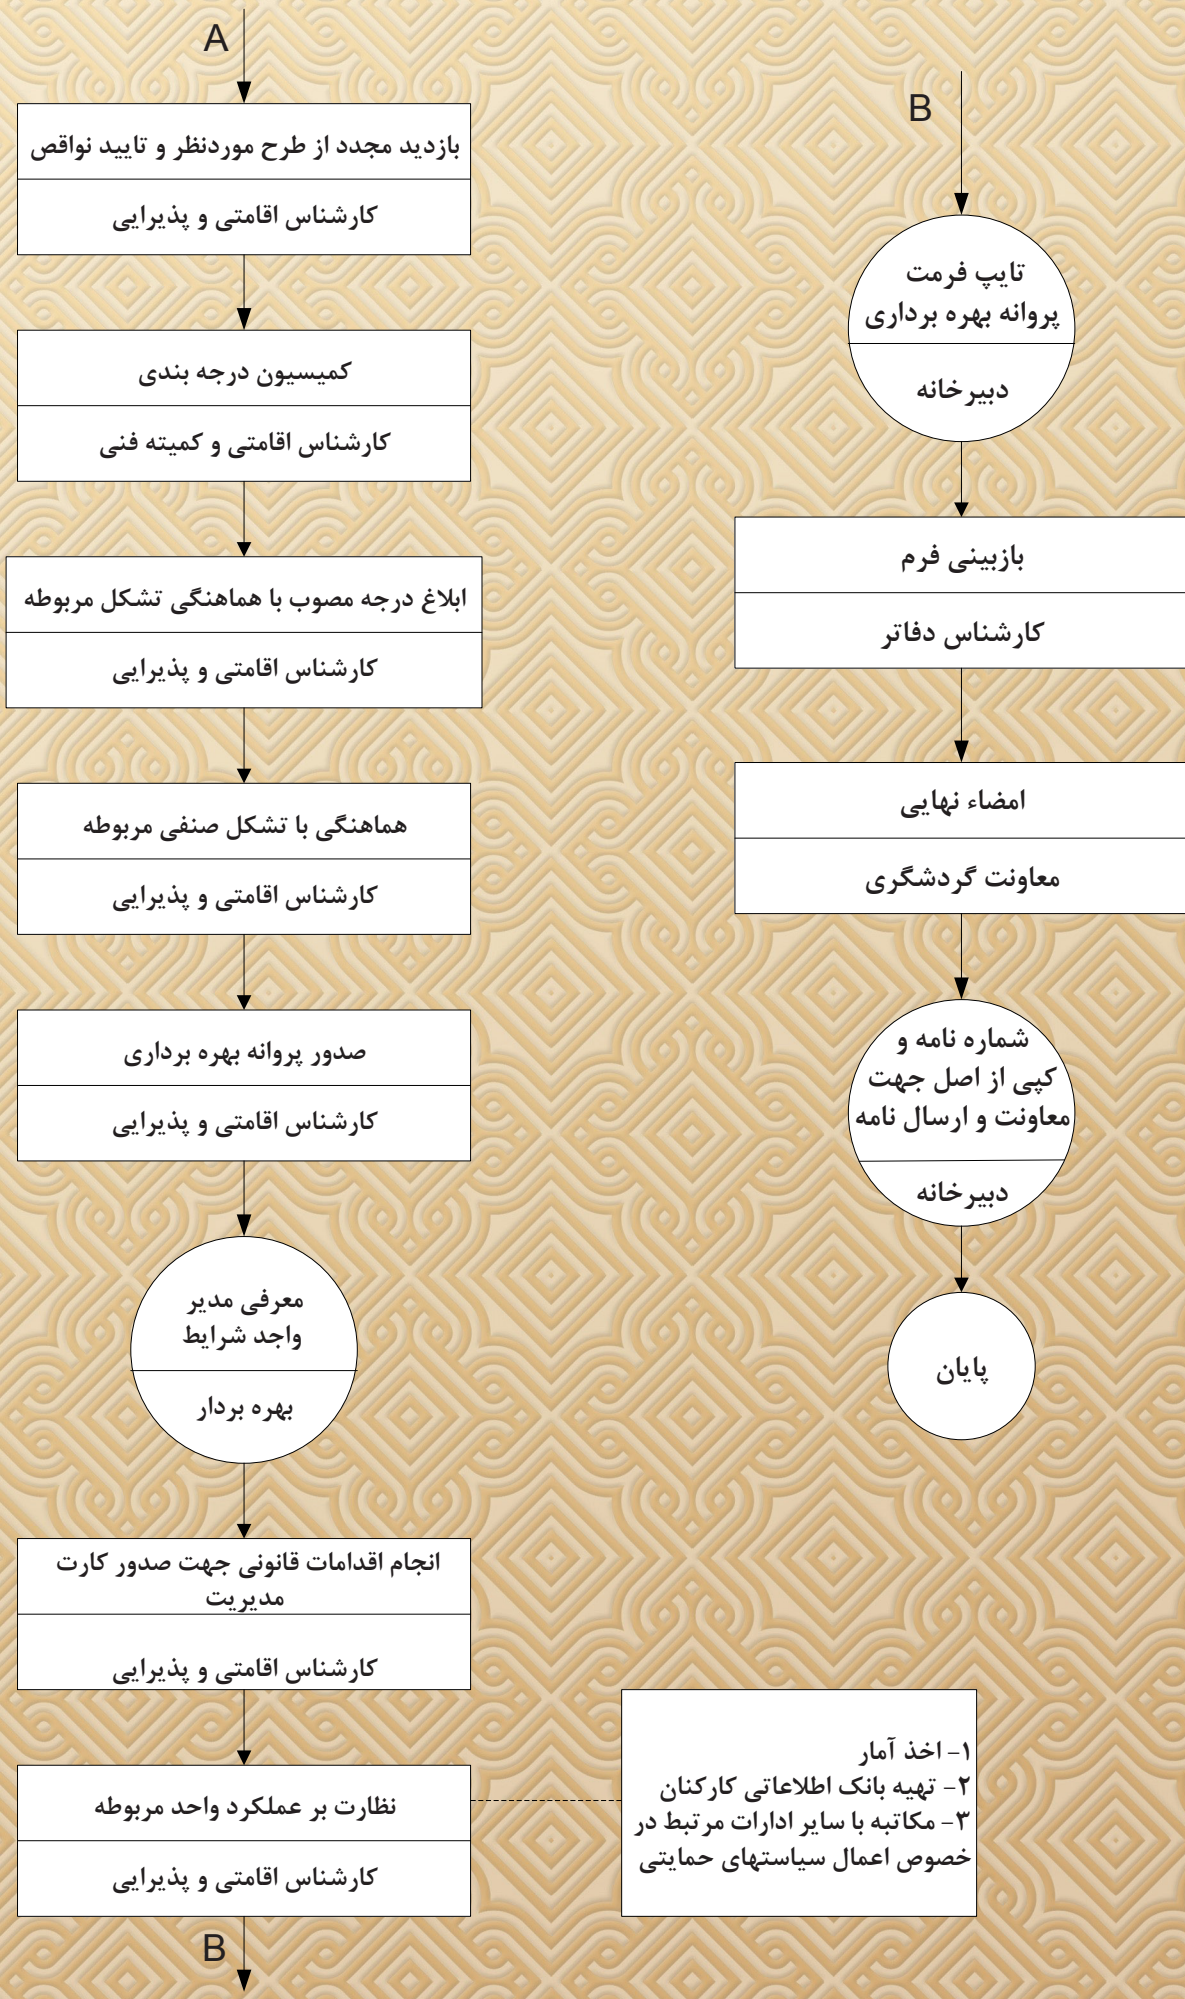 A
بازدید مجدد از طرح موردنظر و تایید نواقص
کارشناس اقامتی و پذیرایی
کمیسیون درجه بندی
کارشناس اقامتی و کمیته فنی
ابلاغ درجه مصوب با هماهنگی تشکل مربوطه
کارشناس اقامتی و پذیرایی
هماهنگی با تشکل صنفی مربوطه
کارشناس اقامتی و پذیرایی
صدور پروانه بهره برداری
کارشناس اقامتی و پذیرایی
معرفی مدیر
واجد شرایط
بهره بردار
انجام اقدامات قانونی جهت صدور کارت
مدیریت
کارشناس اقامتی و پذیرایی
نظارت بر عملکرد واحد مربوطه
کارشناس اقامتی و پذیرایی
۱- اخذ آمار
۲- تهیه بانک اطلاعاتی کارکنان
۳- مکاتبه با سایر ادارات مرتبط در
خصوص اعمال سیاستهای حمایتی
B
B
تایپ فرمت
پروانه بهره برداری
دبیرخانه
بازبینی فرم
کارشناس دفاتر
امضاء نهایی
معاونت گردشگری
شماره نامه و
کپی از اصل جهت
معاونت و ارسال نامه
دبیرخانه
پایان